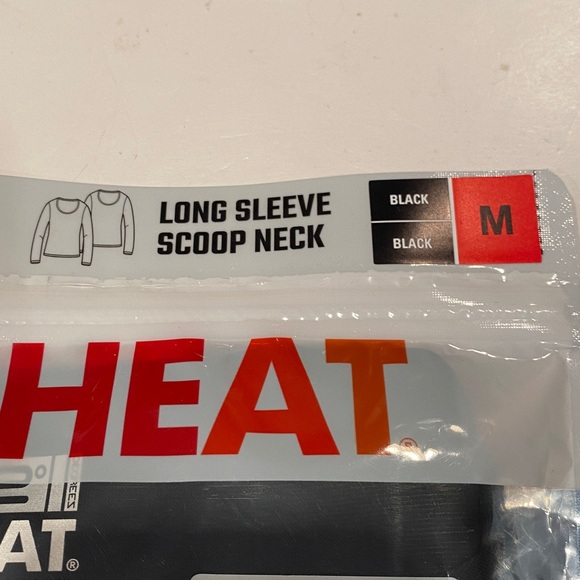 LONG SLEEVE
SCOOP NECK
BLACK
BLACK
M
HEAT®
AT®